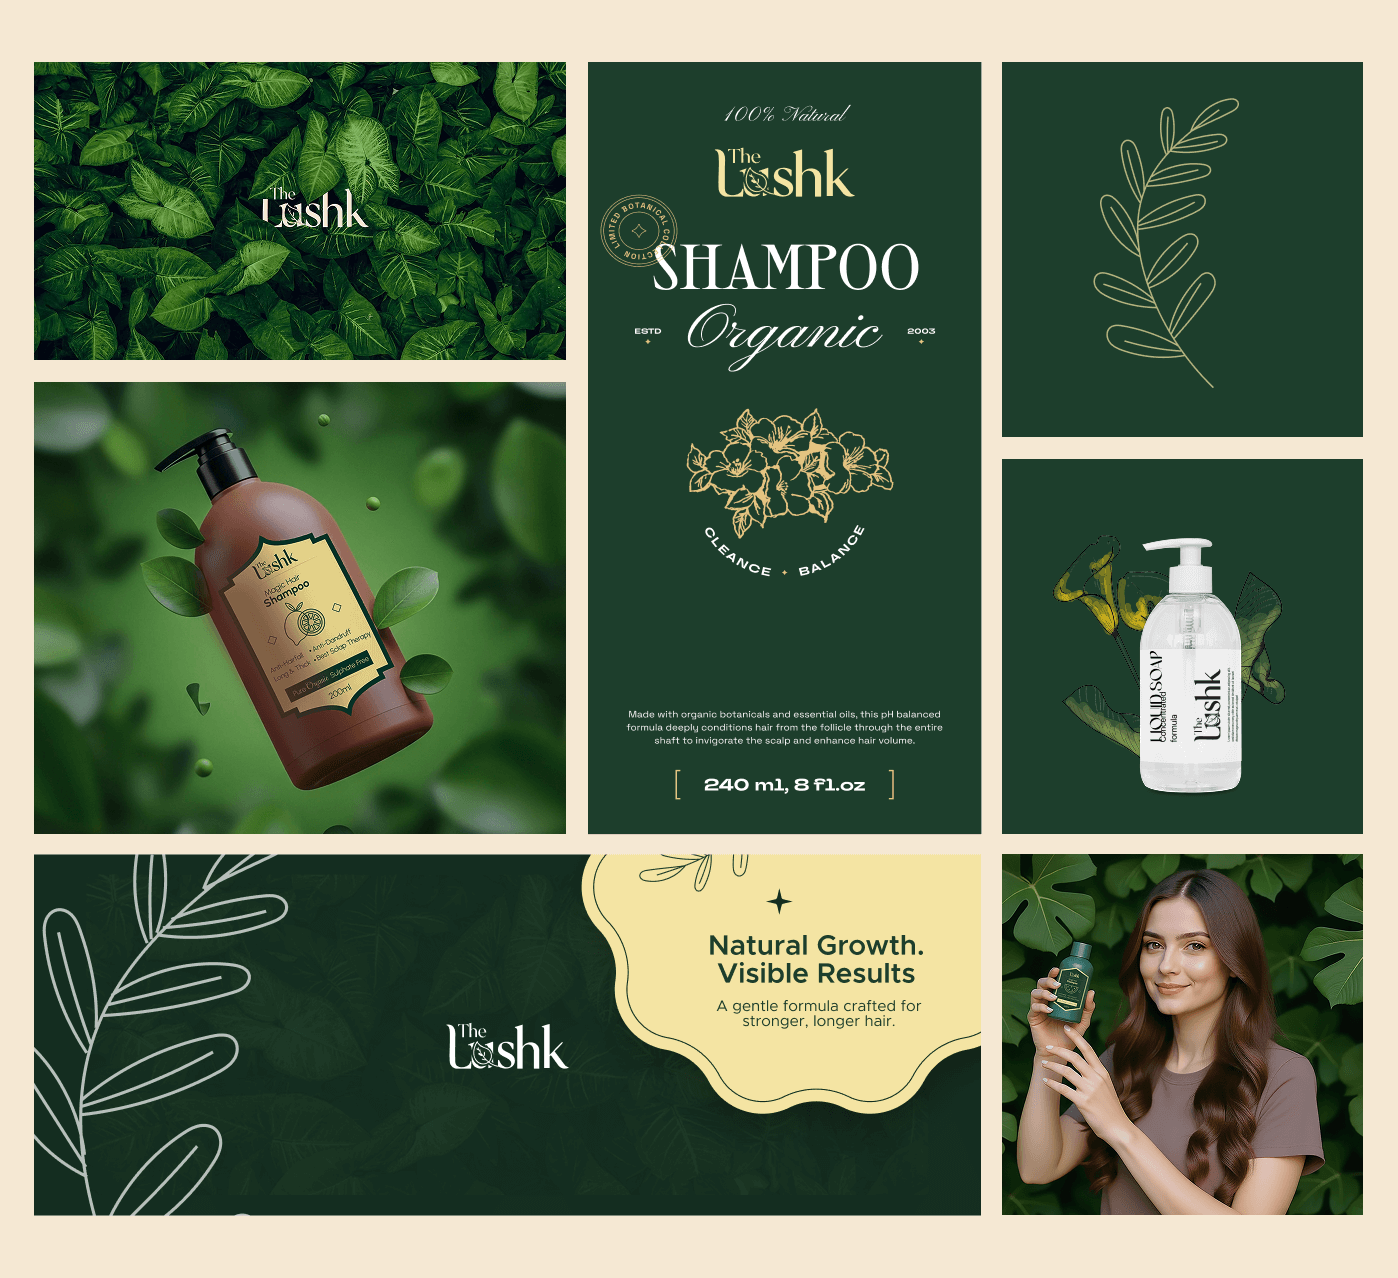 The
Lushk
100% Natural
The
Lushk
LIMITED BOTANICAL COLLECTION
SHAMPOO
ESTD
Organic
2003
CLEANCE BALANCE
Made with organic botanicals and essential oils, this pH balanced
formula deeply conditions hair from the follicle through the entire
shaft to invigorate the scalp and enhance hair volume.
[ 240 ml, 8 fl.oz ]
The
Lushk
Magic Hair
Shampoo
Anti-Hairfall • Anti-Dandruff
Long & Thick • Best Sclap Therapy
Pure Organic Sulphate Free
200ml
LIQUID SOAP
Concentrated
formula
The
Lushk
The
Lushk
Natural Growth.
Visible Results
A gentle formula crafted for
stronger, longer hair.
Lushk